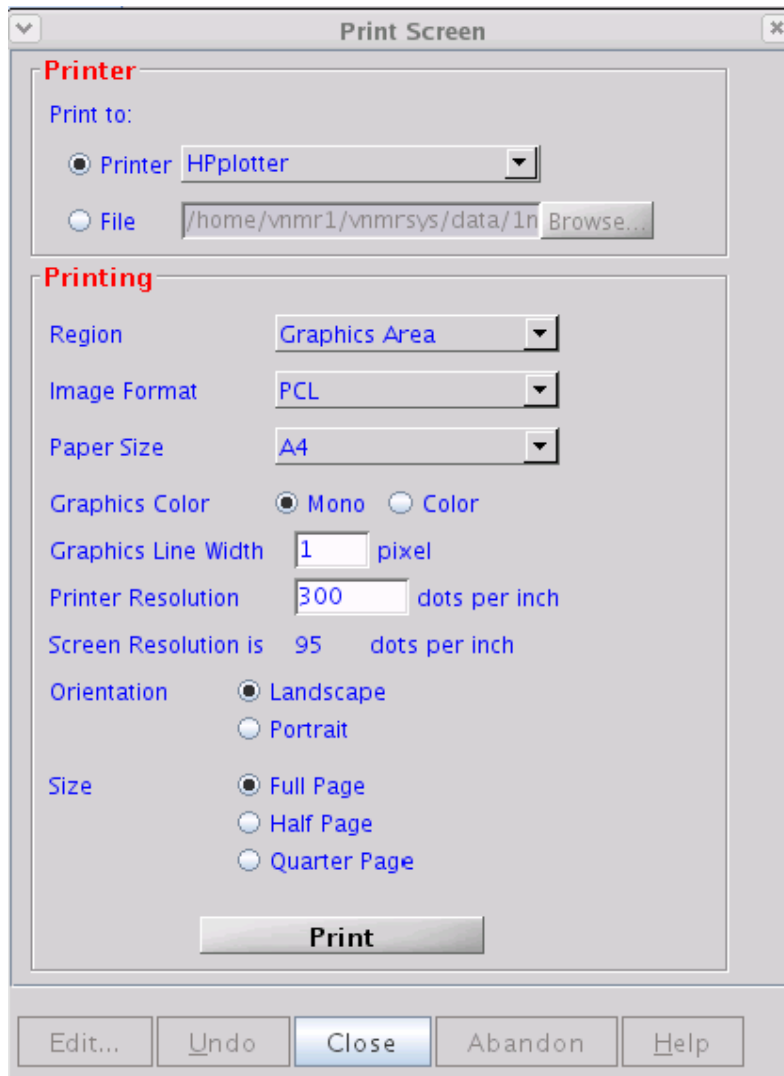 Print Screen
Printer
Print to:
Printer HPplotter
File /home/vnmr1/vnmrsys/data/1n Browse...
Printing
Region Graphics Area
Image Format PCL
Paper Size A4
Graphics Color Mono Color
Graphics Line Width 1 pixel
Printer Resolution 300 dots per inch
Screen Resolution is 95 dots per inch
Orientation Landscape
Portrait
Size Full Page
Half Page
Quarter Page
Print
Edit... Undo Close Abandon Help